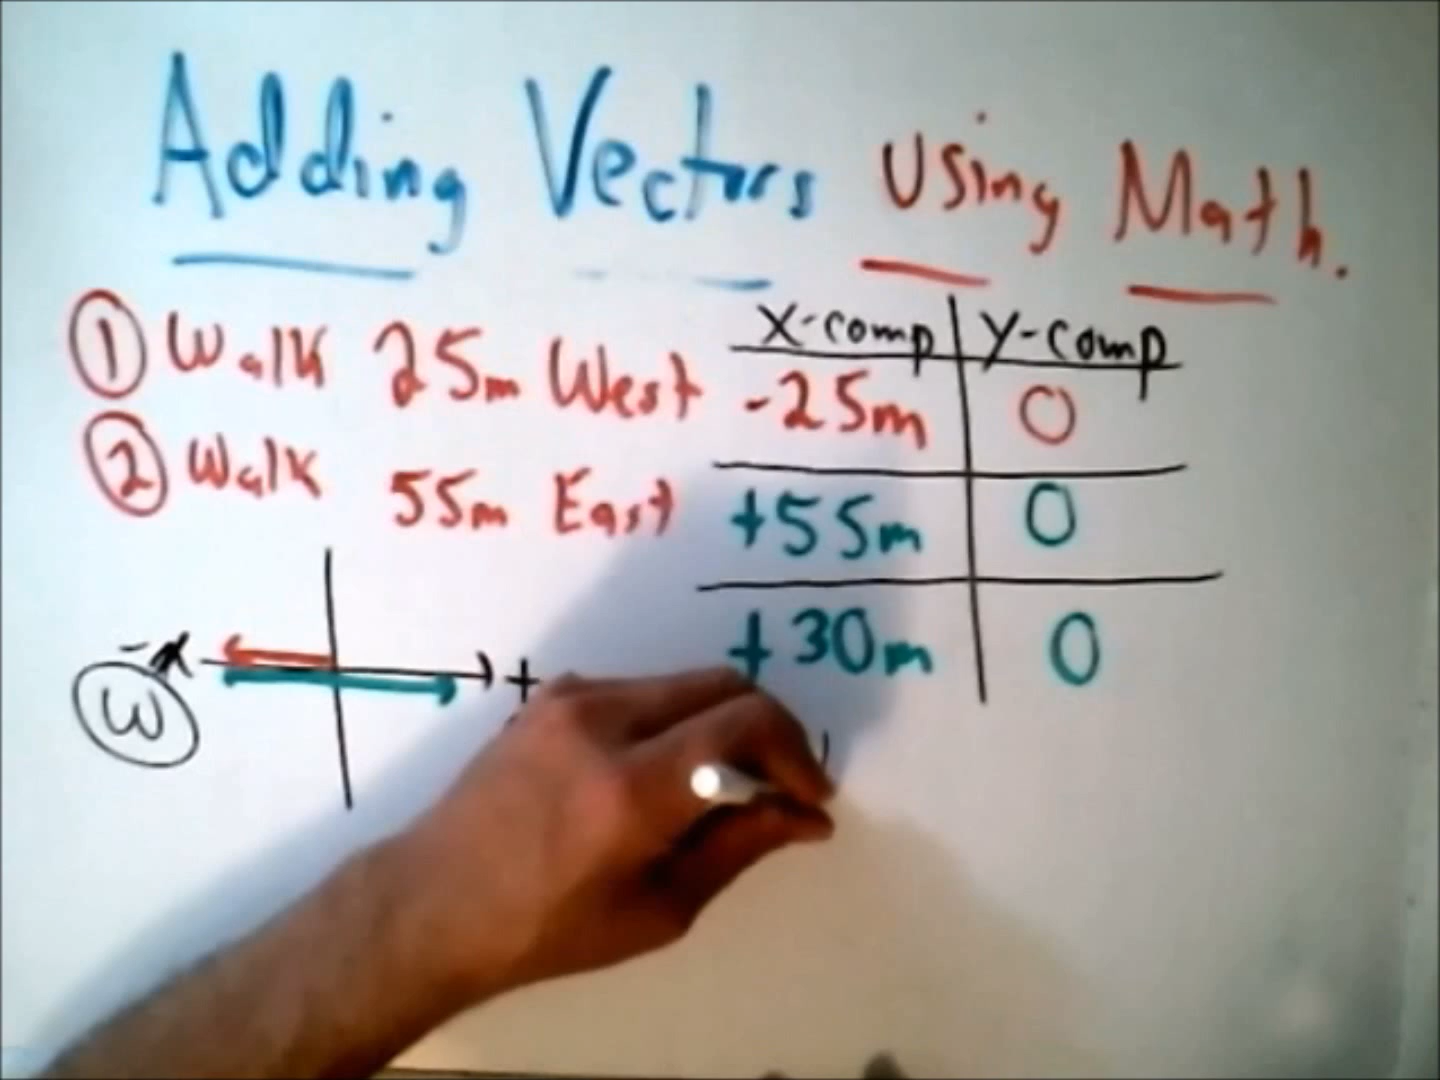 Adding Vectors Using Math.
① Walk 25m West
② Walk 55m East
X-comp Y-comp
-25m 0
+55m 0
+30m 0
-x +
W